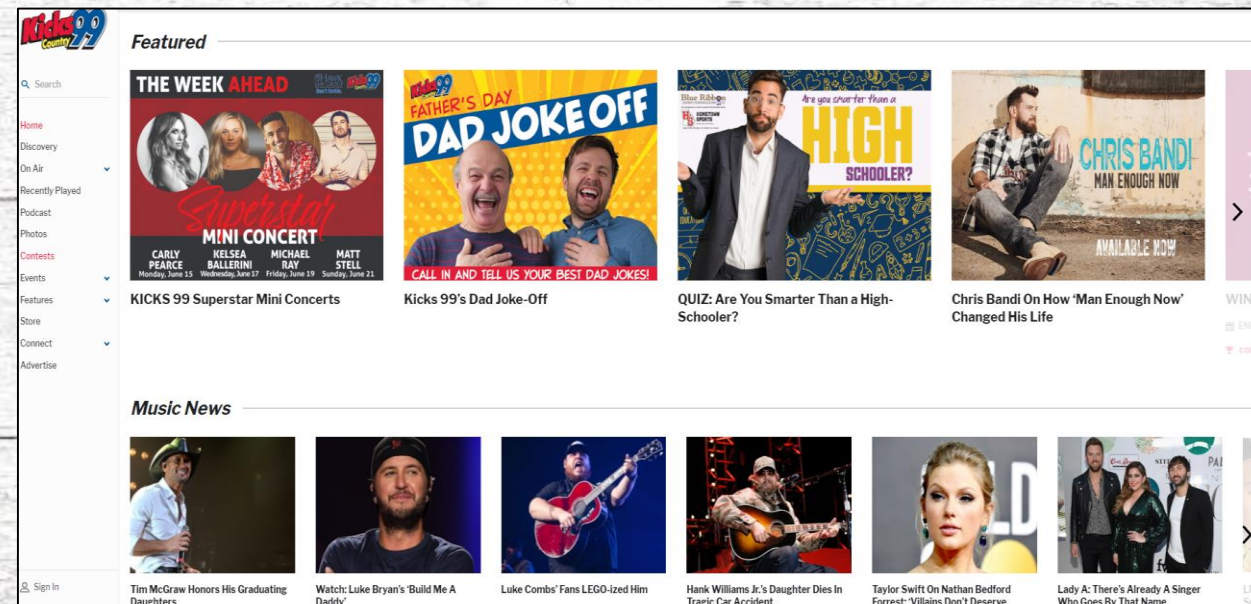 Kicks 99
Country
Search
Home
Discovery
On Air
Recently Played
Podcast
Photos
Contests
Events
Features
Store
Connect
Advertise
Sign In
Featured
THE WEEK AHEAD
Kicks 99
Superstar
MINI CONCERT
CARLY PEARCE
Monday, June 15
KELSEA BALLERINI
Wednesday, June 17
MICHAEL RAY
Friday, June 19
MATT STELL
Sunday, June 21
KICKS 99 Superstar Mini Concerts
Kicks 99
FATHER'S DAY
DAD JOKE OFF
CALL IN AND TELL US YOUR BEST DAD JOKES!
Kicks 99's Dad Joke-Off
Blue Ribbon
HOMETOWN
SPORTS
Are you smarter than a
HIGH
SCHOOLER?
QUIZ: Are You Smarter Than a High-
Schooler?
CHRIS BANDI
MAN ENOUGH NOW
AVAILABLE NOW
Chris Bandi On How ‘Man Enough Now’
Changed His Life
WIN
Music News
Tim McGraw Honors His Graduating
Daughters
Watch: Luke Bryan's ‘Build Me A
Daddy’
Luke Combs’ Fans LEGO-ized Him
Hank Williams Jr.’s Daughter Dies In
Tragic Car Accident
Taylor Swift On Nathan Bedford
Forrest: ‘Villains Don’t Deserve
Lady A: There’s Already A Singer
Who Goes By That Name